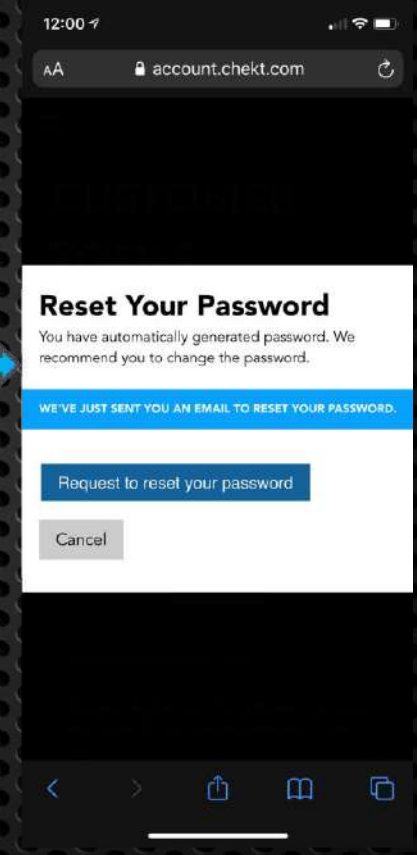 12:00
AA account.chekt.com
Reset Your Password
You have automatically generated password. We
recommend you to change the password.
WE'VE JUST SENT YOU AN EMAIL TO RESET YOUR PASSWORD.
Request to reset your password
Cancel